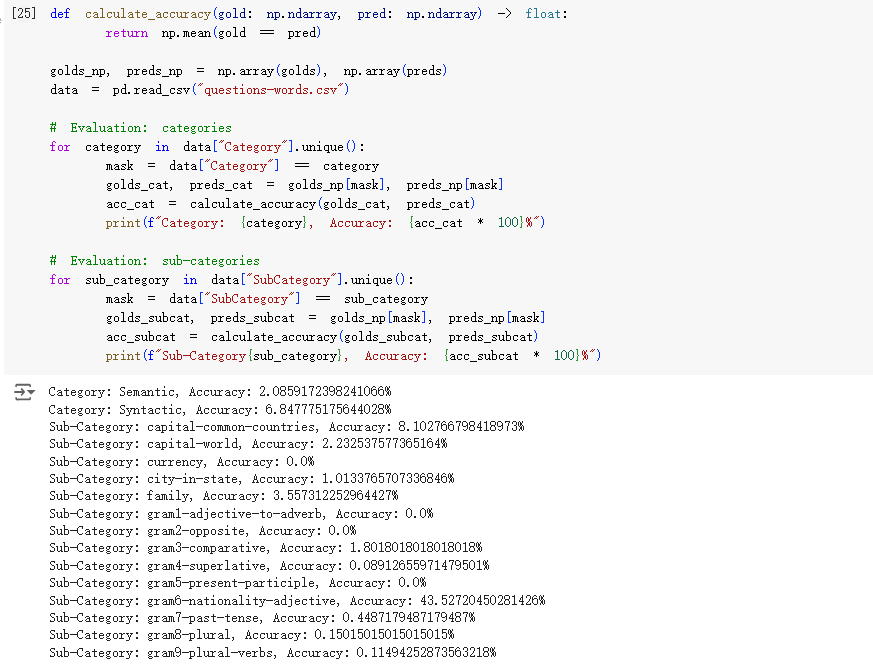 [25] def calculate_accuracy(gold: np.ndarray, pred: np.ndarray) -> float:
return np.mean(gold == pred)
golds_np, preds_np = np.array(golds), np.array(preds)
data = pd.read_csv("questions-words.csv")
# Evaluation: categories
for category in data["Category"].unique():
mask = data["Category"] == category
golds_cat, preds_cat = golds_np[mask], preds_np[mask]
acc_cat = calculate_accuracy(golds_cat, preds_cat)
print(f"Category: {category}, Accuracy: {acc_cat * 100}%")
# Evaluation: sub-categories
for sub_category in data["SubCategory"].unique():
mask = data["SubCategory"] == sub_category
golds_subcat, preds_subcat = golds_np[mask], preds_np[mask]
acc_subcat = calculate_accuracy(golds_subcat, preds_subcat)
print(f"Sub-Category{sub_category}, Accuracy: {acc_subcat * 100}%")
Category: Semantic, Accuracy: 2.0859172398241066%
Category: Syntactic, Accuracy: 6.847775175644028%
Sub-Category: capital-common-countries, Accuracy: 8.102766798418973%
Sub-Category: capital-world, Accuracy: 2.232537577365164%
Sub-Category: currency, Accuracy: 0.0%
Sub-Category: city-in-state, Accuracy: 1.0133765707336846%
Sub-Category: family, Accuracy: 3.557312252964427%
Sub-Category: gram1-adjective-to-adverb, Accuracy: 0.0%
Sub-Category: gram2-opposite, Accuracy: 0.0%
Sub-Category: gram3-comparative, Accuracy: 1.8018018018018018%
Sub-Category: gram4-superlative, Accuracy: 0.08912655971479501%
Sub-Category: gram5-present-participle, Accuracy: 0.0%
Sub-Category: gram6-nationality-adjective, Accuracy: 43.52720450281426%
Sub-Category: gram7-past-tense, Accuracy: 0.4487179487179487%
Sub-Category: gram8-plural, Accuracy: 0.15015015015015015%
Sub-Category: gram9-plural-verbs, Accuracy: 0.11494252873563218%